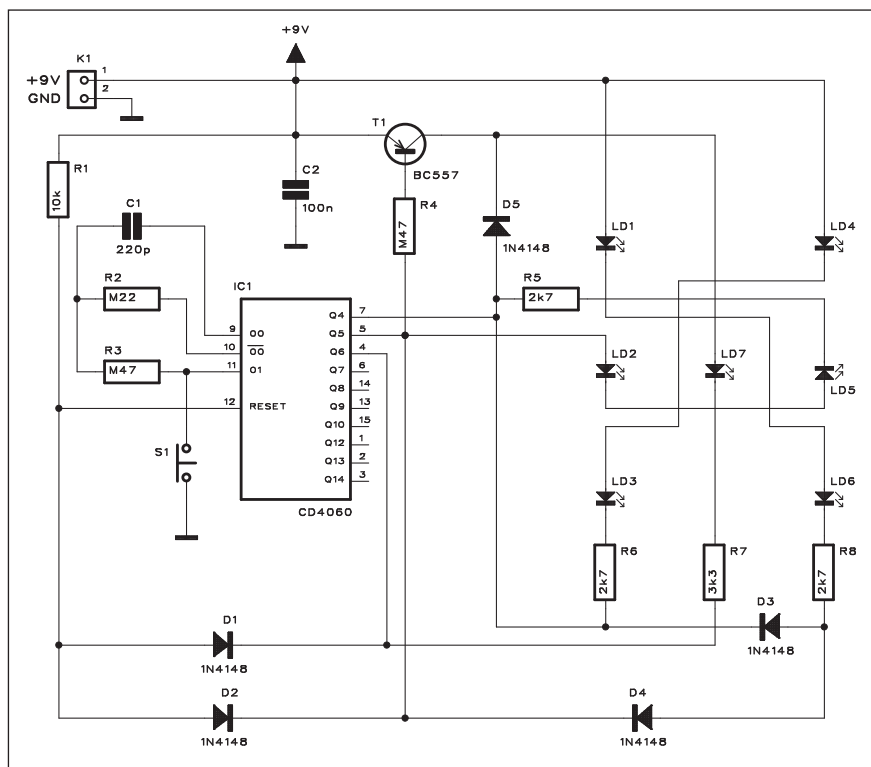 +9V
K1
1
+9V
2
GND
T1
R1
10k
C2
100n
BC557
R4
M47
D5
1N4148
C1
220p
LD1
LD4
R2
M22
IC1
R5
2k7
Q4
7
9
OO
Q5
5
10
OO
Q6
4
R3
M47
11
O1
Q7
6
LD2
LD7
LD5
Q8
14
12
RESET
Q9
13
Q10
15
Q12
1
S1
Q13
2
Q14
3
CD4060
LD3
LD6
R6
2k7
R7
3k3
R8
2k7
D1
1N4148
D3
1N4148
D2
1N4148
D4
1N4148